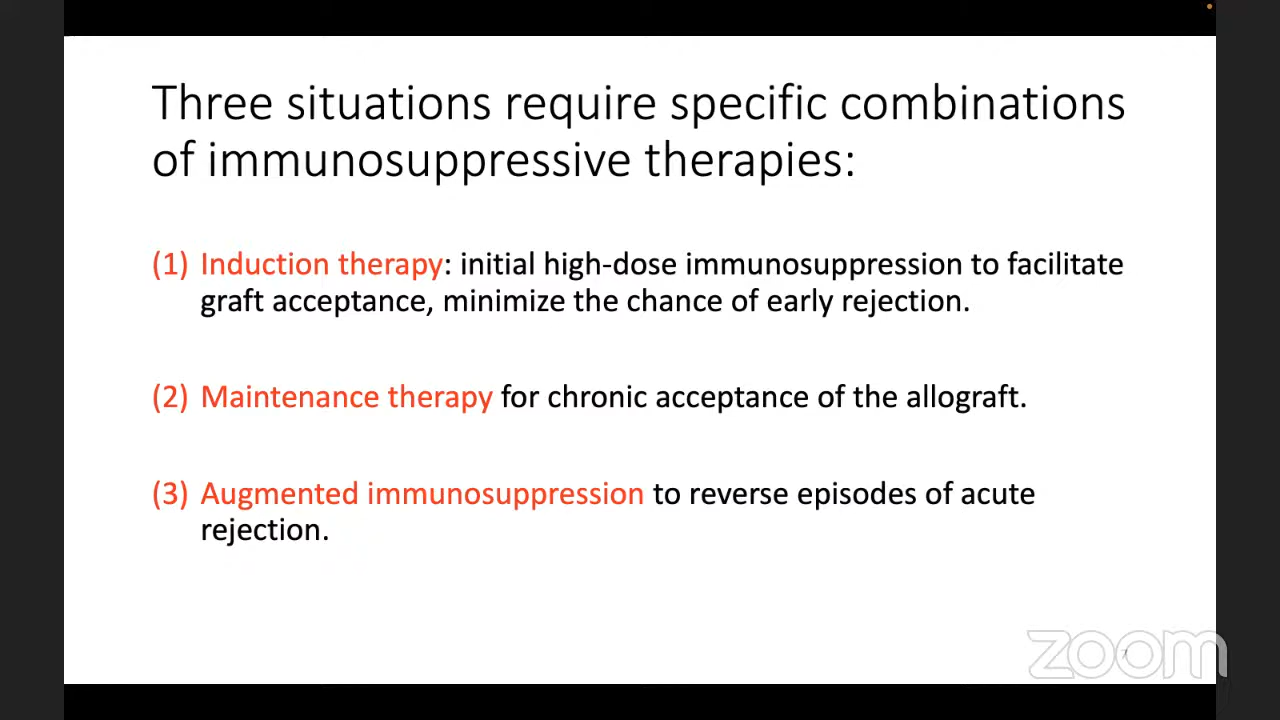 Three situations require specific combinations
of immunosuppressive therapies:
(1) Induction therapy: initial high-dose immunosuppression to facilitate
graft acceptance, minimize the chance of early rejection.
(2) Maintenance therapy for chronic acceptance of the allograft.
(3) Augmented immunosuppression to reverse episodes of acute
rejection.
7
zoom